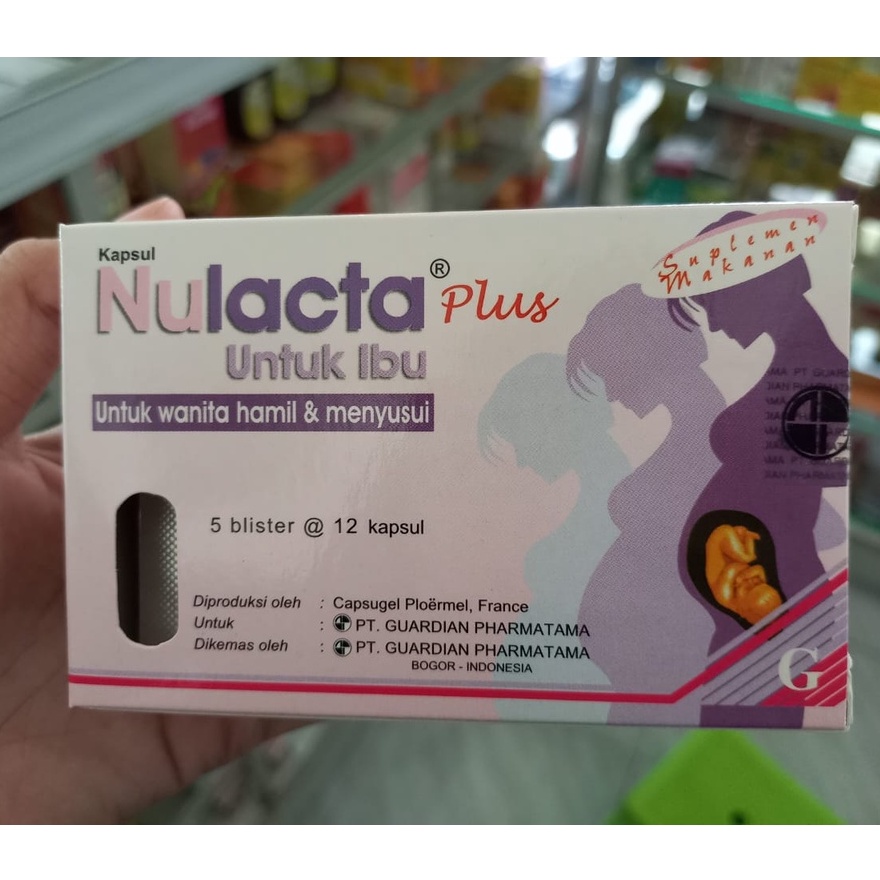 Kapsul
Nulacta® Plus
Untuk Ibu
Untuk wanita hamil & menyusui
Suplemen
Makanan
5 blister @ 12 kapsul
Diproduksi oleh : Capsugel Ploërmel, France
Untuk : PT. GUARDIAN PHARMATAMA
Dikemas oleh : PT. GUARDIAN PHARMATAMA
BOGOR - INDONESIA
G